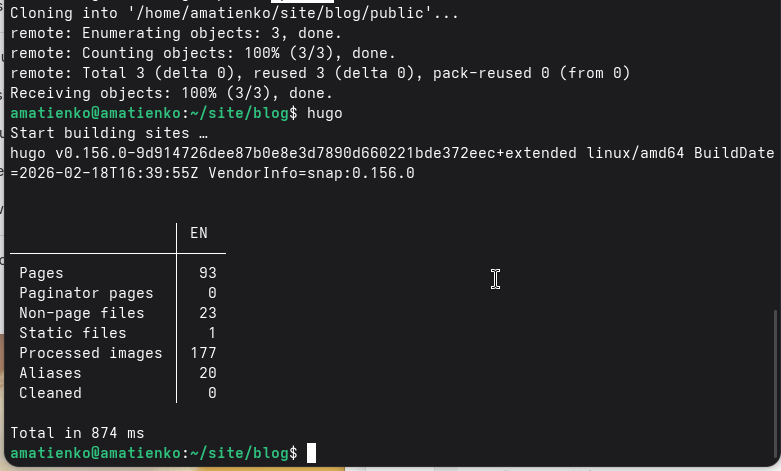 Cloning into '/home/amatienko/site/blog/public'...
remote: Enumerating objects: 3, done.
remote: Counting objects: 100% (3/3), done.
remote: Total 3 (delta 0), reused 3 (delta 0), pack-reused 0 (from 0)
Receiving objects: 100% (3/3), done.
amatienko@amatienko:~/site/blog$ hugo
Start building sites …
hugo v0.156.0-9d914726dee87b0e8e3d7890d660221bde372eec+extended linux/amd64 BuildDate
=2026-02-18T16:39:55Z VendorInfo=snap:0.156.0
EN
Pages 93
Paginator pages 0
Non-page files 23
Static files 1
Processed images 177
Aliases 20
Cleaned 0
Total in 874 ms
amatienko@amatienko:~/site/blog$